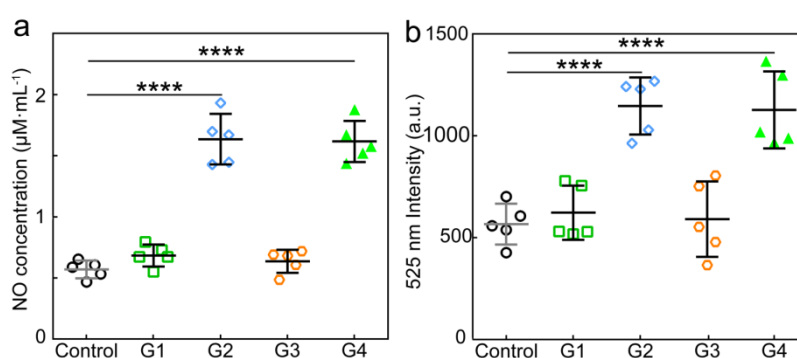 a
NO concentration (μM·mL⁻¹)
2
1
0
****
****
Control G1 G2 G3 G4
b
525 nm Intensity (a.u.)
1500
1000
500
0
****
****
Control G1 G2 G3 G4